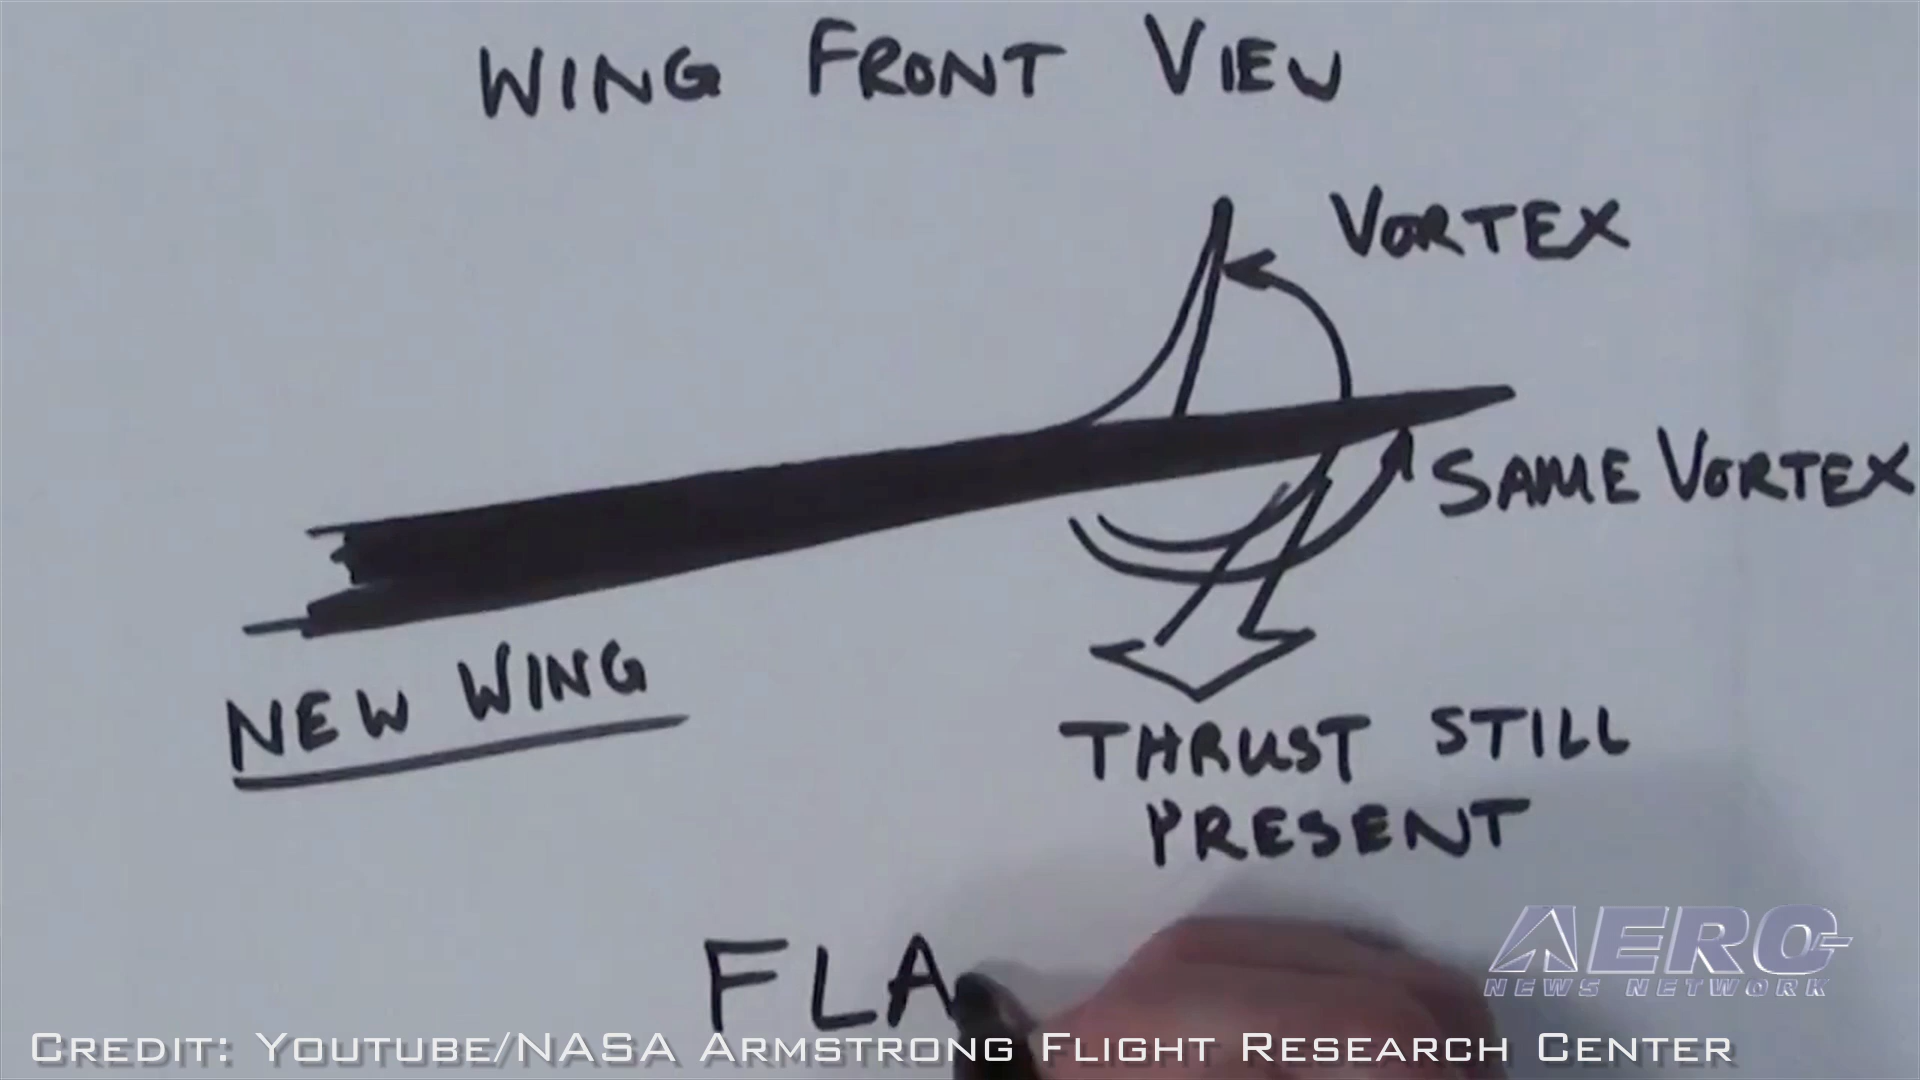 WING FRONT VIEW
VORTEX
SAME VORTEX
NEW WING
THRUST STILL
PRESENT
FLA
AERO
NEWS NETWORK
CREDIT: YOUTUBE/NASA ARMSTRONG FLIGHT RESEARCH CENTER